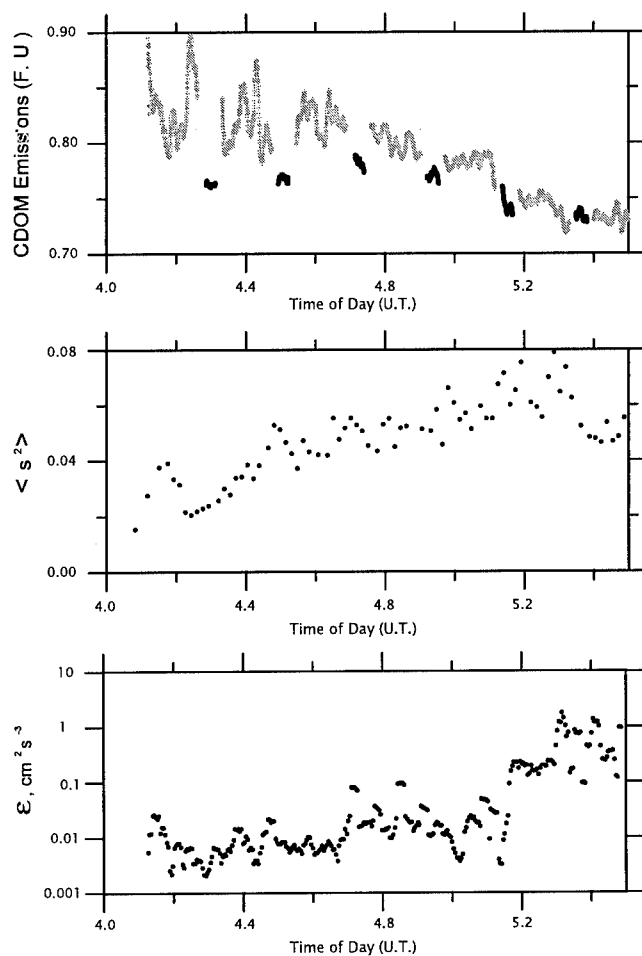 CDOM Emissions (F. U
0.90
0.80
0.70
4.0 4.4 4.8 5.2
Time of Day (U.T.)
< s² >
0.08
0.04
0.00
4.0 4.4 4.8 5.2
Time of Day (U.T.)
ε, cm² s⁻³
10
1
0.1
0.01
0.001
4.0 4.4 4.8 5.2
Time of Day (U.T.)